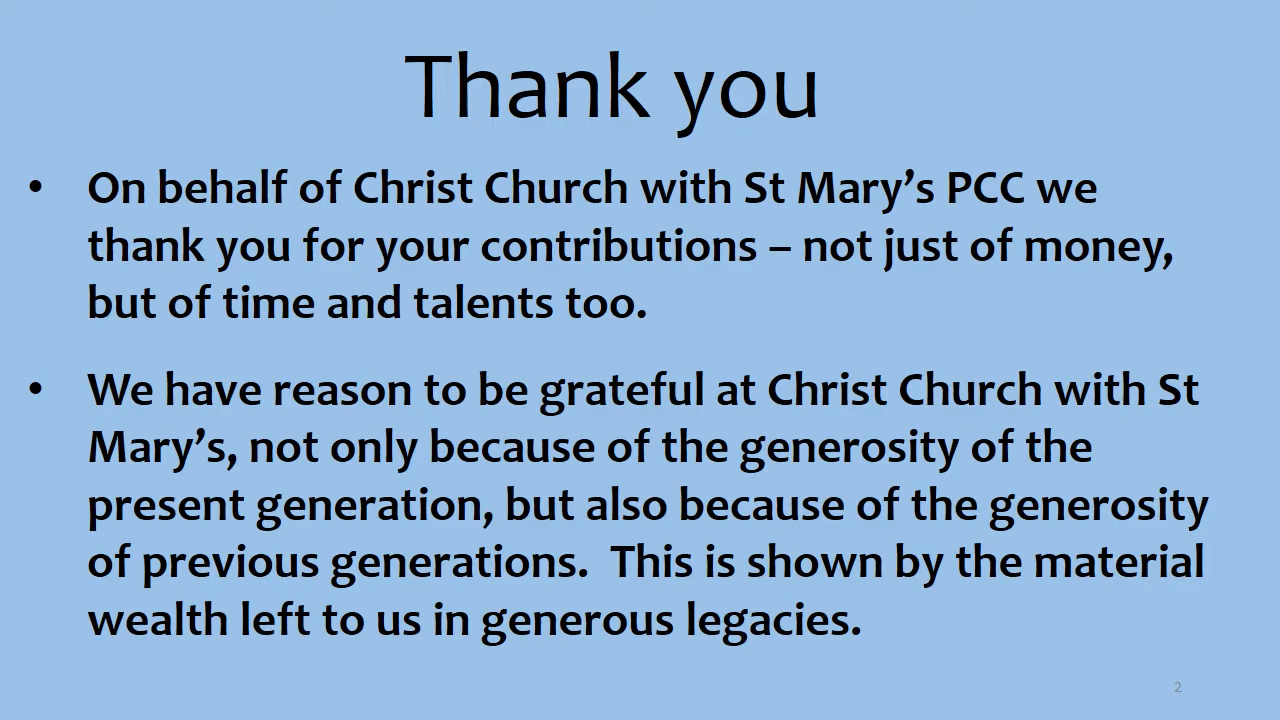 Thank you
• On behalf of Christ Church with St Mary’s PCC we
thank you for your contributions – not just of money,
but of time and talents too.
• We have reason to be grateful at Christ Church with St
Mary’s, not only because of the generosity of the
present generation, but also because of the generosity
of previous generations.  This is shown by the material
wealth left to us in generous legacies.
2